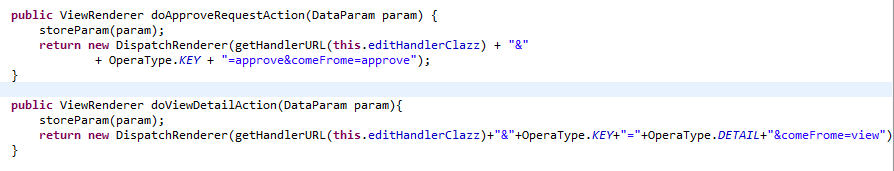 public ViewRenderer doApproveRequestAction(DataParam param) {
storeParam(param);
return new DispatchRenderer(getHandlerURL(this.editHandlerClazz) + "&"
+ OperaType.KEY + "=approve&comeFrome=approve");
}
public ViewRenderer doViewDetailAction(DataParam param){
storeParam(param);
return new DispatchRenderer(getHandlerURL(this.editHandlerClazz)+"&"+OperaType.KEY+"="+OperaType.DETAIL+"&comeFrome=view")
}